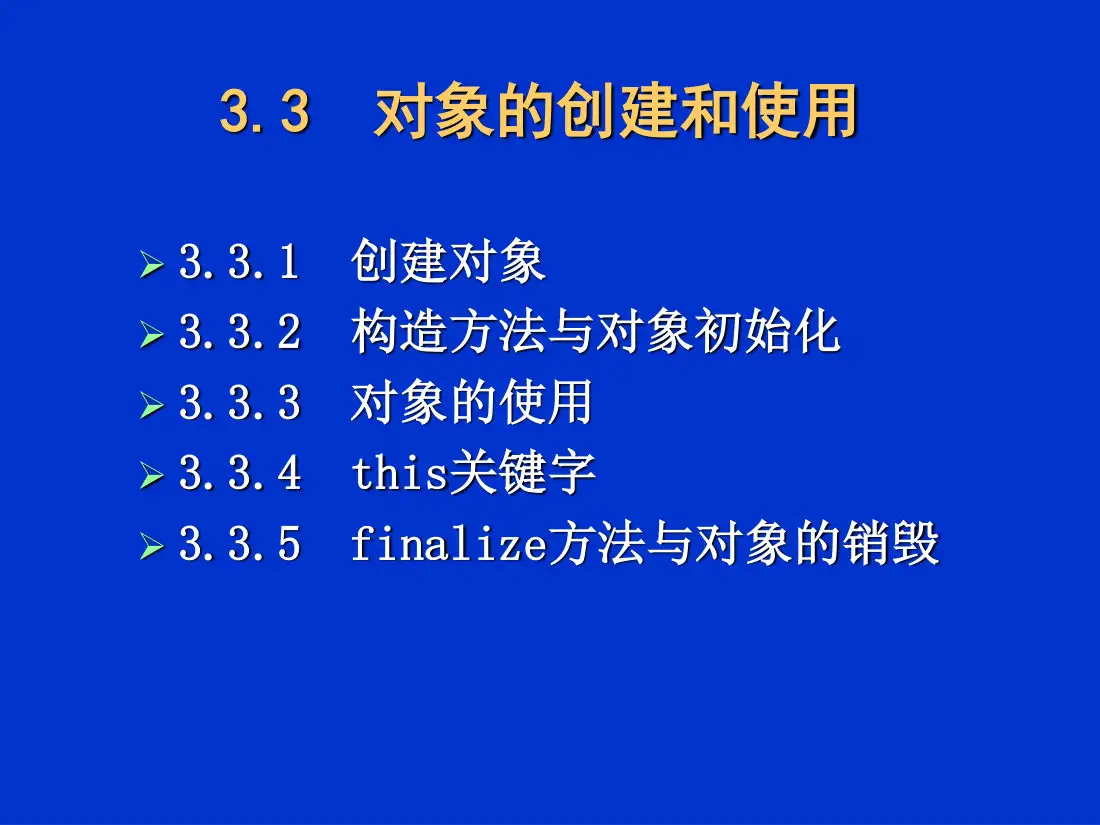 3.3 对象的创建和使用
3.3.1 创建对象
3.3.2 构造方法与对象初始化
3.3.3 对象的使用
3.3.4 this关键字
3.3.5 finalize方法与对象的销毁